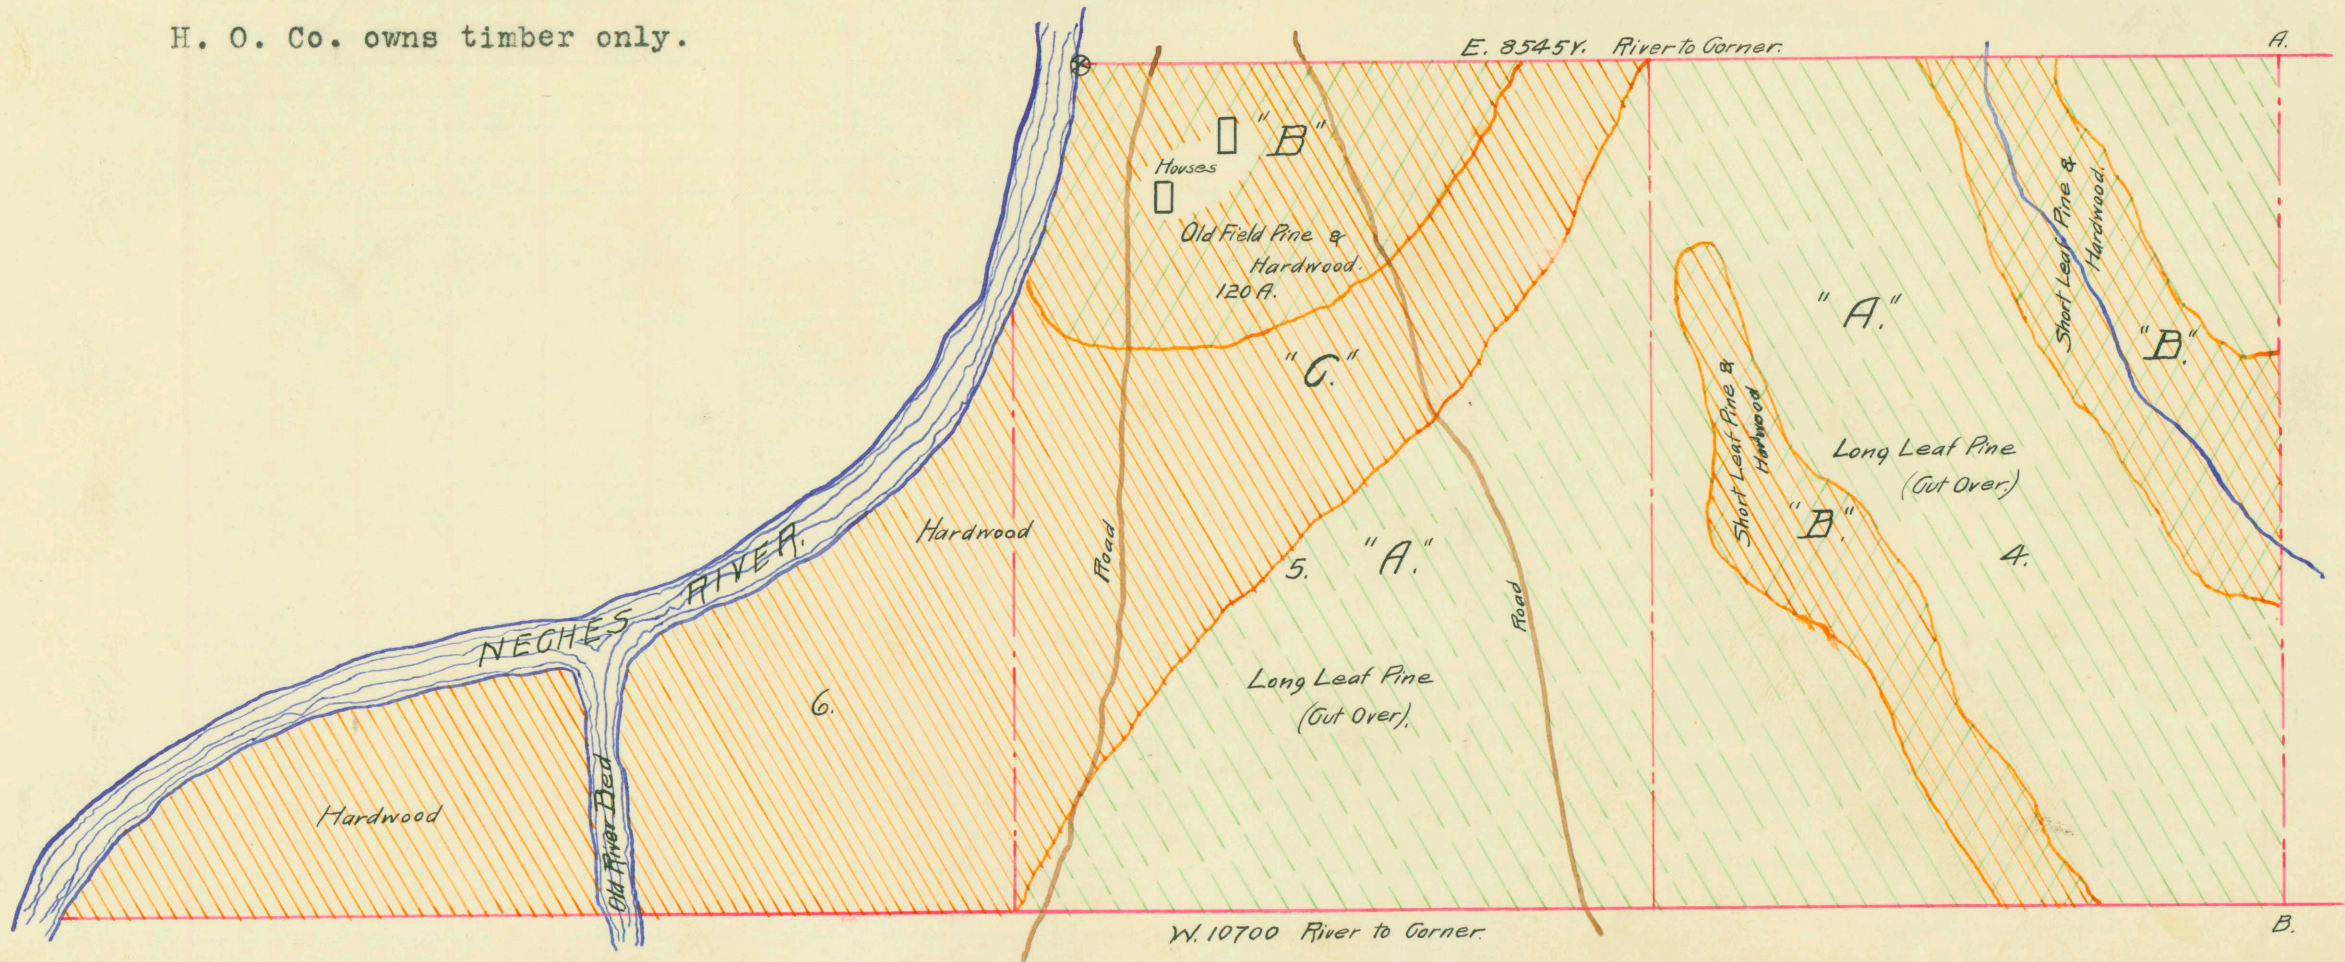 H. O. Co. owns timber only.
E. 8545V. River to Corner.
A.
"B"
Houses
Old Field Pine &
Hardwood.
120 A.
"C."
Short Leaf Pine &
Hardwood.
"B."
"A."
Short Leaf Pine &
Hardwood
"B."
Long Leaf Pine
(Cut Over.)
4.
Hardwood
Road
5.
"A."
Road
NECHES RIVER.
Long Leaf Pine
(Cut Over).
6.
Hardwood
Old River Bed
W. 10700 River to Corner.
B.